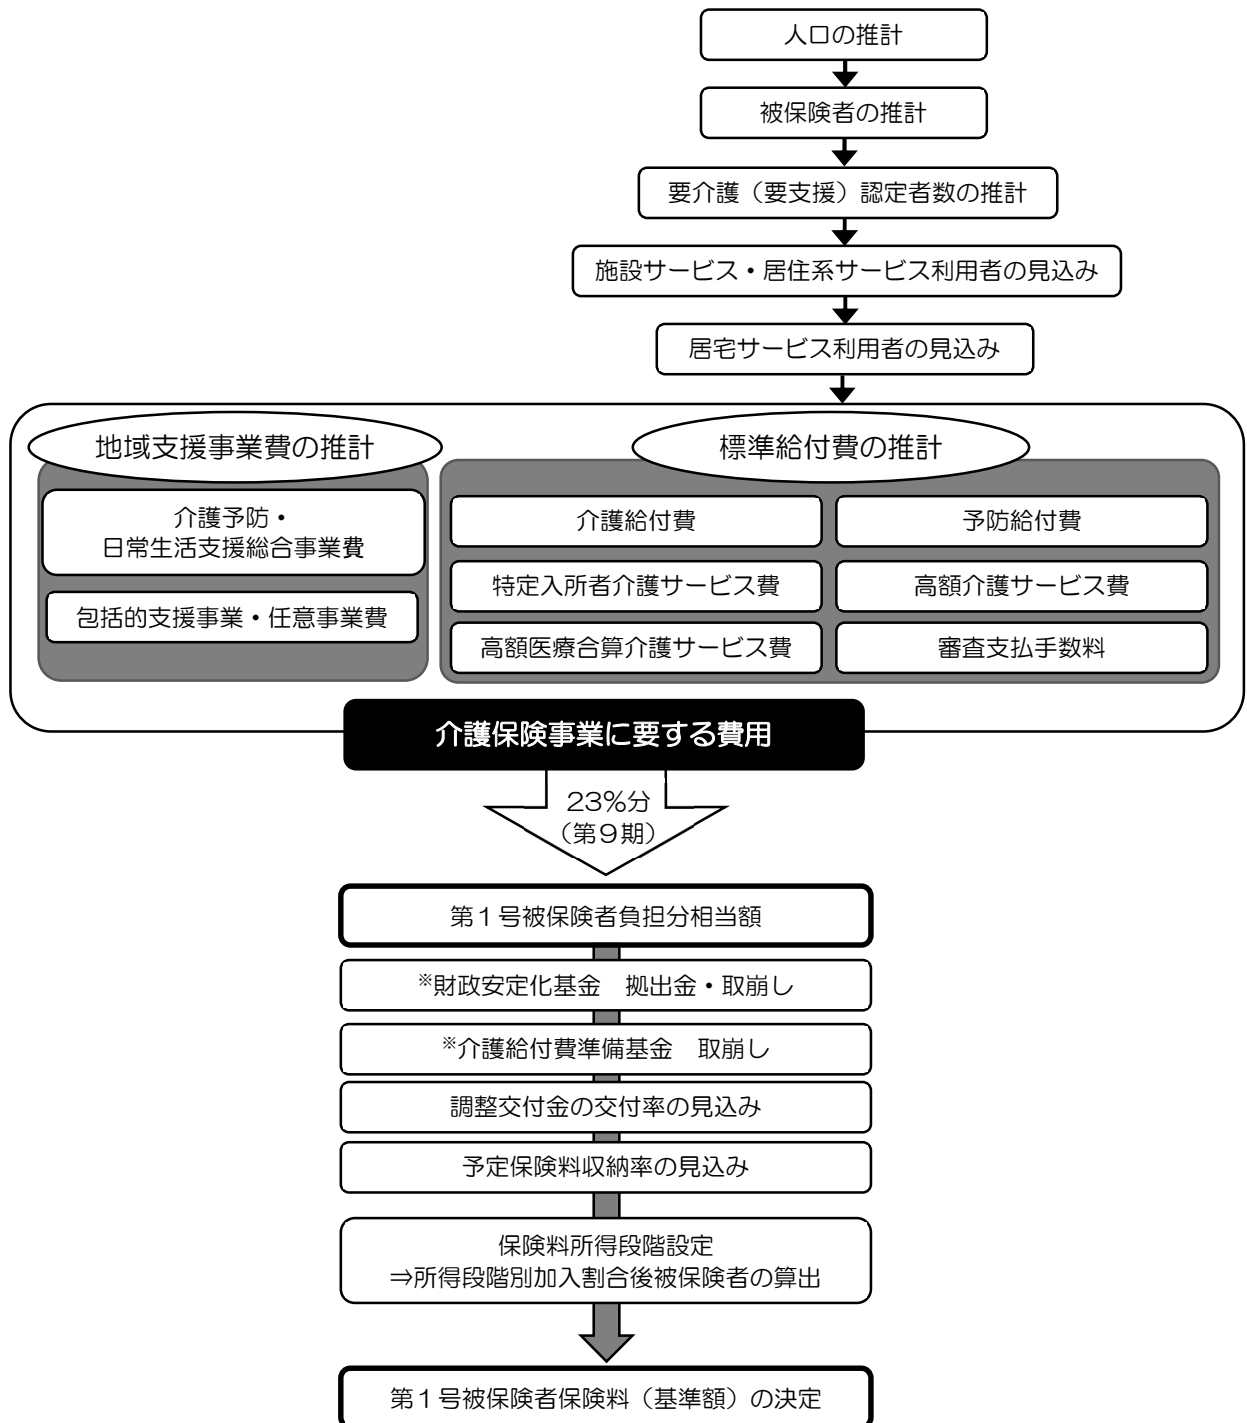 人口の推計
被保険者の推計
要介護（要支援）認定者数の推計
施設サービス・居住系サービス利用者の見込み
居宅サービス利用者の見込み
地域支援事業費の推計
介護予防・
日常生活支援総合事業費
包括的支援事業・任意事業費
標準給付費の推計
介護給付費
予防給付費
特定入所者介護サービス費
高額介護サービス費
高額医療合算介護サービス費
審査支払手数料
介護保険事業に要する費用
23％分
（第９期）
第１号被保険者負担分相当額
※財政安定化基金　拠出金・取崩し
※介護給付費準備基金　取崩し
調整交付金の交付率の見込み
予定保険料収納率の見込み
保険料所得段階設定
⇒所得段階別加入割合後被保険者の算出
第１号被保険者保険料（基準額）の決定